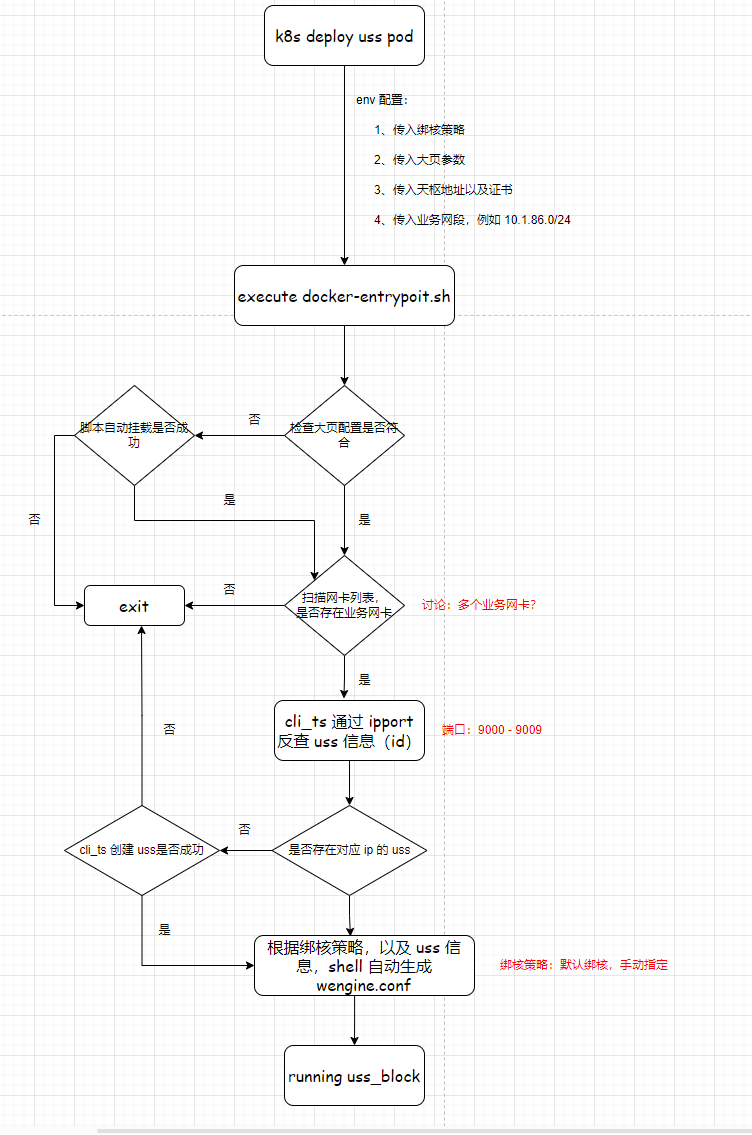 k8s deploy uss pod
env 配置：
1、传入绑核策略
2、传入大页参数
3、传入天枢地址以及证书
4、传入业务网段，例如 10.1.86.0/24
execute docker-entrypoit.sh
脚本自动挂载是否成
功
否
检查大页配置是否符
合
是
否
是
exit
否
扫描网卡列表，
是否存在业务网卡
讨论：多个业务网卡？
是
cli_ts 通过 ipport
反查 uss 信息（id）
端口：9000 - 9009
否
cli_ts 创建 uss是否成功
否
是否存在对应 ip 的 uss
是
根据绑核策略，以及 uss 信
息，shell 自动生成
wengine.conf
绑核策略：默认绑核，手动指定
running uss_block